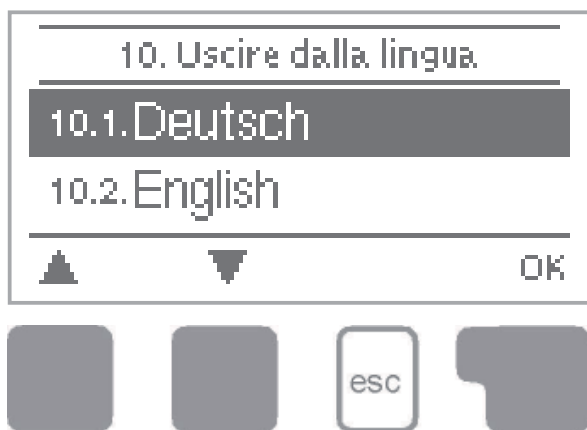 10. Uscire dalla lingua
10.1. Deutsch
10.2. English
OK
esc